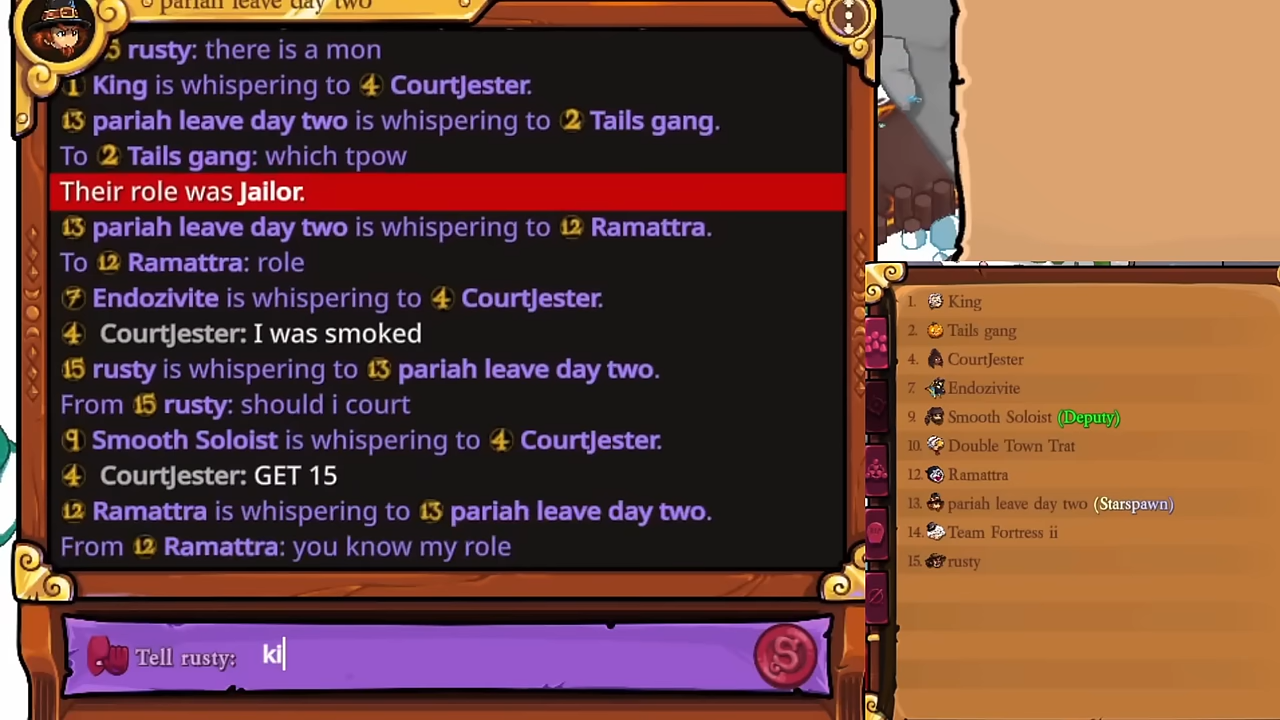 pariah leave day two
5 rusty: there is a mon
1 King is whispering to 4 CourtJester.
13 pariah leave day two is whispering to 2 Tails gang.
To 2 Tails gang: which tpow
Their role was Jailor.
13 pariah leave day two is whispering to 12 Ramattra.
To 12 Ramattra: role
7 Endozivite is whispering to 4 CourtJester.
4 CourtJester: I was smoked
15 rusty is whispering to 13 pariah leave day two.
From 15 rusty: should i court
9 Smooth Soloist is whispering to 4 CourtJester.
4 CourtJester: GET 15
12 Ramattra is whispering to 13 pariah leave day two.
From 12 Ramattra: you know my role
Tell rusty: ki
S
1. King
2. Tails gang
4. CourtJester
7. Endozivite
9. Smooth Soloist (Deputy)
10. Double Town Trat
12. Ramattra
13. pariah leave day two (Starspawn)
14. Team Fortress ii
15. rusty